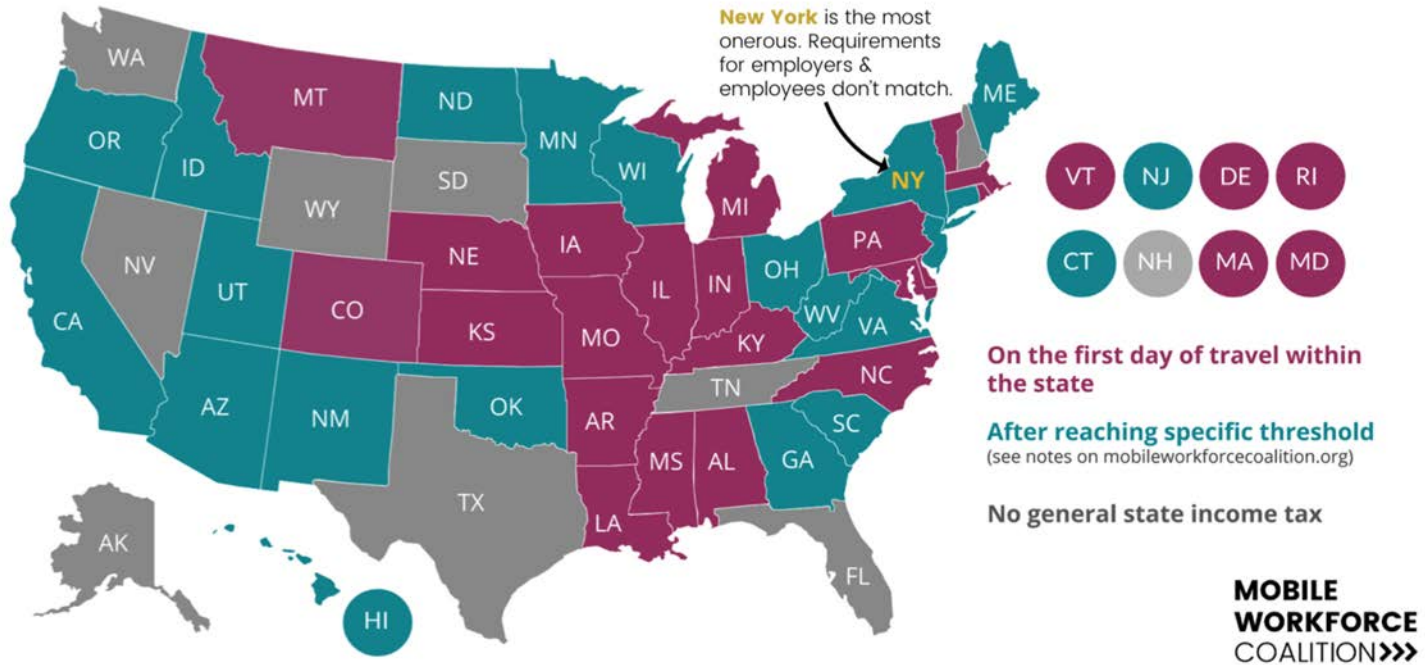 New York is the most
onerous. Requirements
for employers &
employees don't match.
WA
MT
ND
MN
ME
OR
ID
SD
WI
NY
WY
MI
NV
NE
IA
PA
UT
IL
IN
OH
CA
CO
KS
MO
WV
VA
KY
TN
NC
AZ
NM
OK
AR
SC
MS
AL
GA
TX
LA
AK
FL
HI
VT
NJ
DE
RI
CT
NH
MA
MD
On the first day of travel within
the state
After reaching specific threshold
(see notes on mobileworkforcecoalition.org)
No general state income tax
MOBILE
WORKFORCE
COALITION>>>